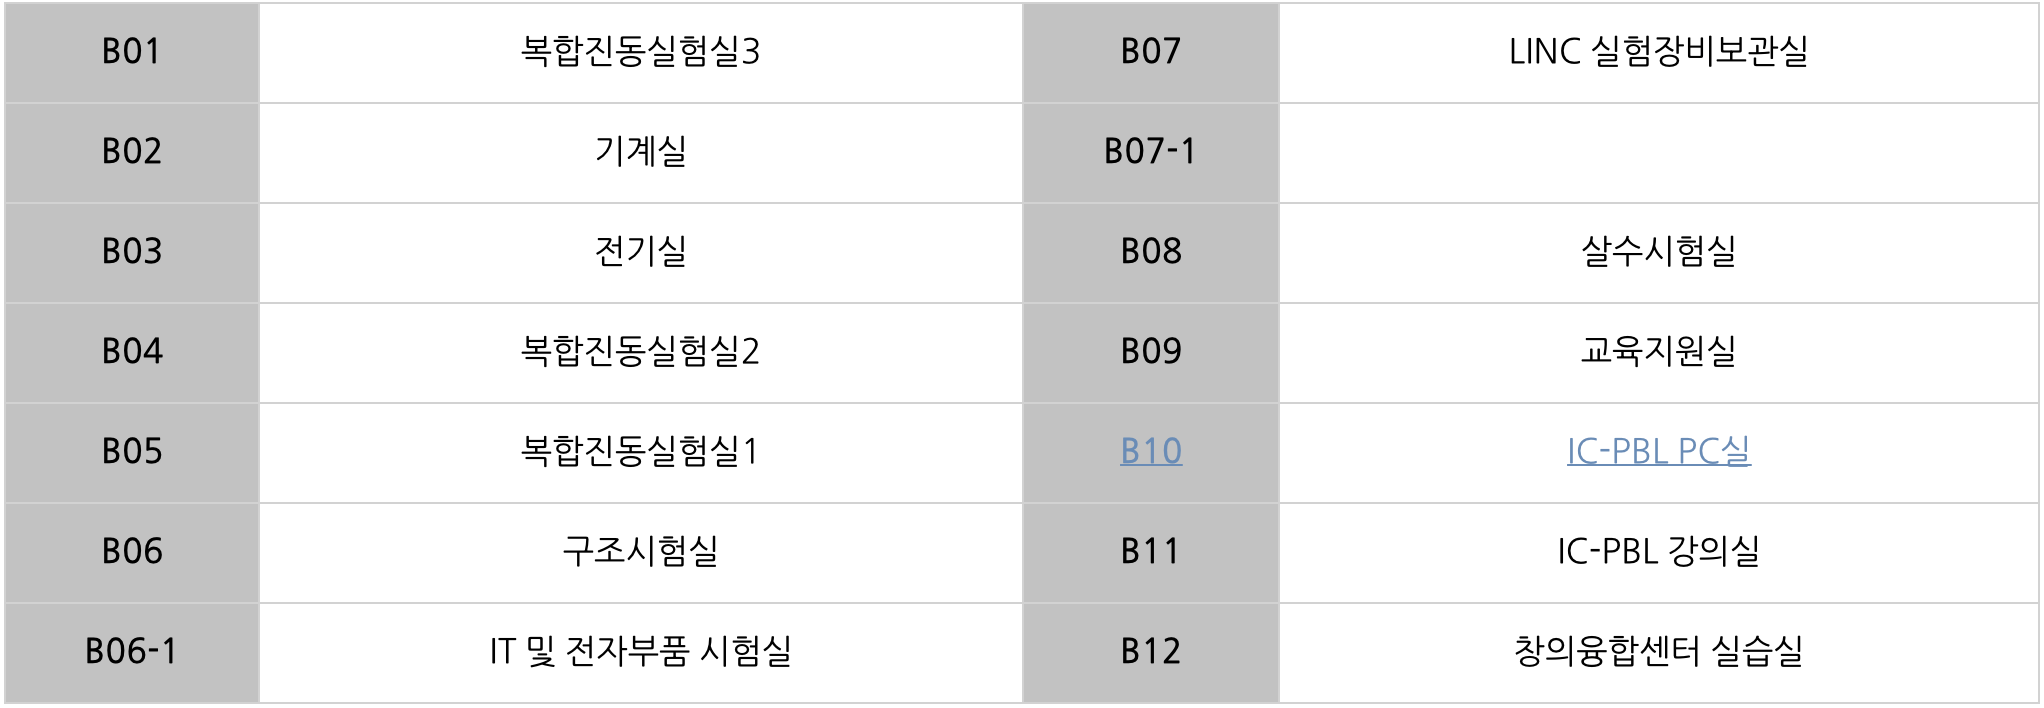 B01 복합진동실험실3 B07 LINC 실험장비보관실
B02 기계실 B07-1
B03 전기실 B08 살수시험실
B04 복합진동실험실2 B09 교육지원실
B05 복합진동실험실1 B10 IC-PBL PC실
B06 구조시험실 B11 IC-PBL 강의실
B06-1 IT 및 전자부품 시험실 B12 창의융합센터 실습실